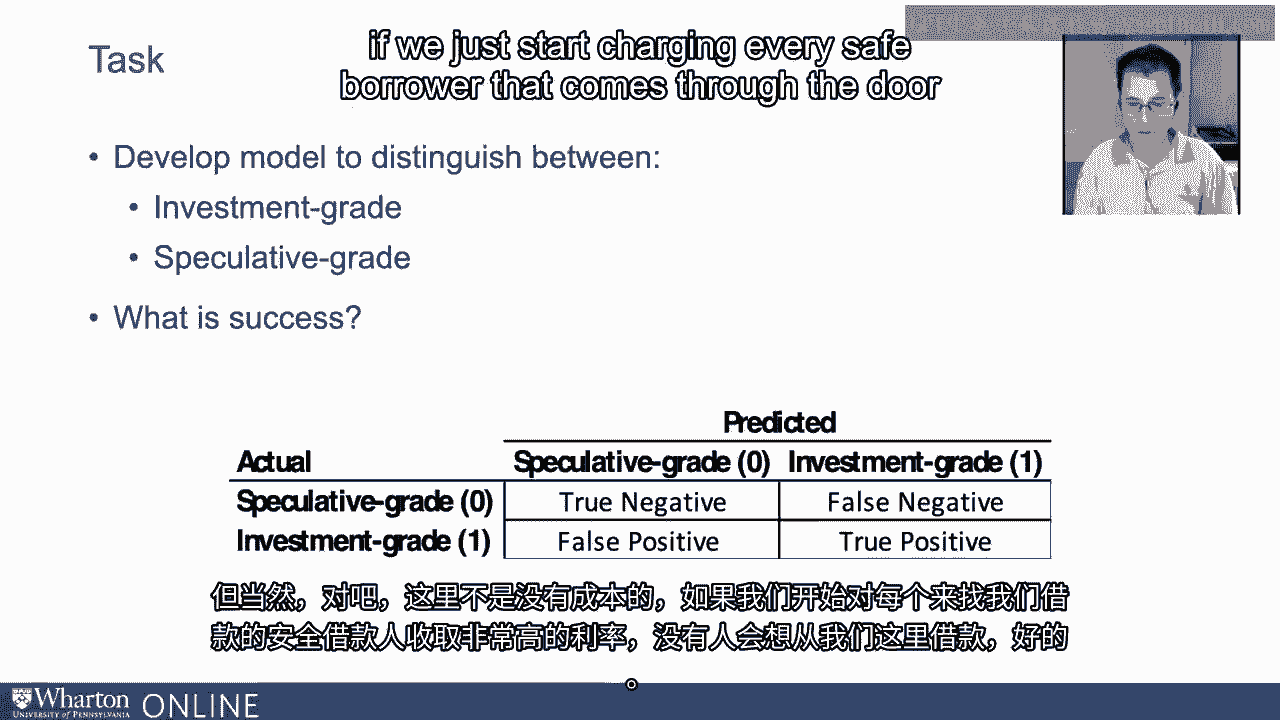 if we just start charging every safe
borrower that comes through the door
Task
• Develop model to distinguish between:
• Investment-grade
• Speculative-grade
• What is success?
Predicted
Actual Speculative-grade (0) Investment-grade (1)
Speculative-grade (0) True Negative False Negative
Investment-grade (1) False Positive True Positive
但当然，对吧，这里不是没有成本的，如果我们开始对每个来找我们借
款的安全借款人收取非常高的利率，没有人会想从我们这里借款，好的
Wharton ONLINE
UNIVERSITY of PENNSYLVANIA